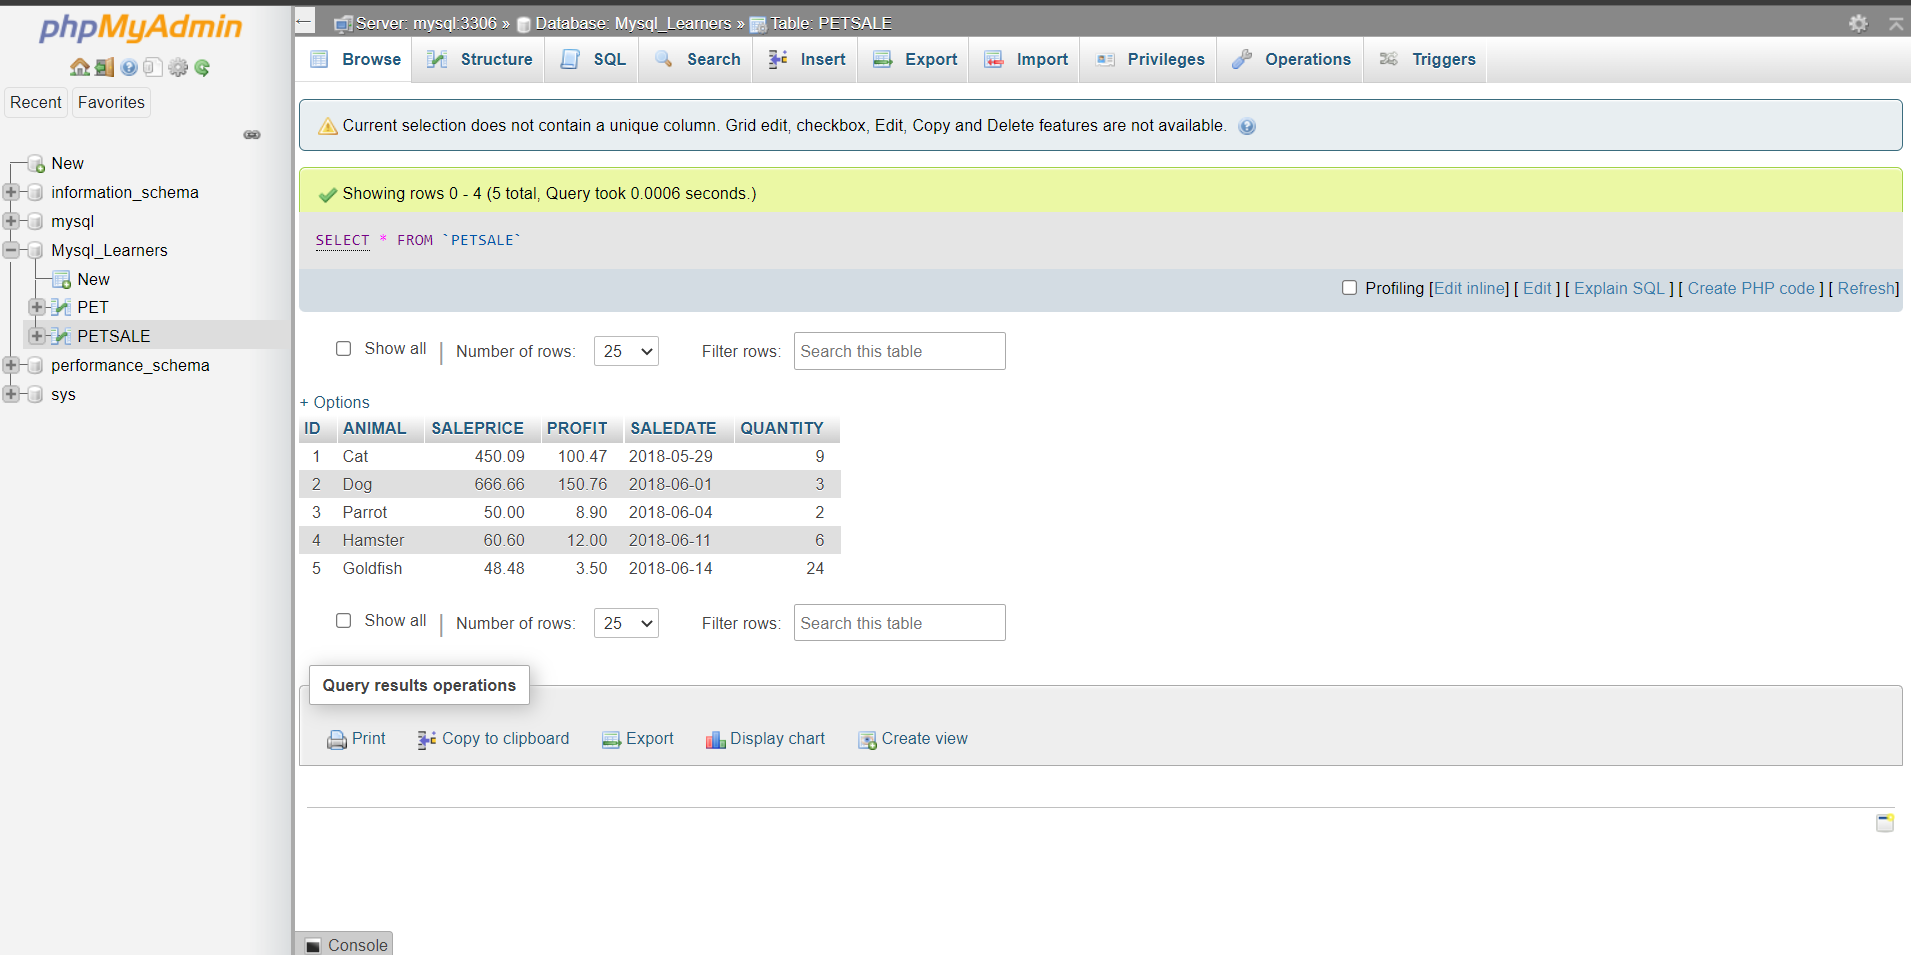 phpMyAdmin
Recent Favorites
New
information_schema
mysql
Mysql_Learners
New
PET
PETSALE
performance_schema
sys
← Server: mysql:3306 » Database: Mysql_Learners » Table: PETSALE
Browse Structure SQL Search Insert Export Import Privileges Operations Triggers
Current selection does not contain a unique column. Grid edit, checkbox, Edit, Copy and Delete features are not available.
Showing rows 0 - 4 (5 total, Query took 0.0006 seconds.)
SELECT * FROM `PETSALE`
Profiling [Edit inline] [ Edit ] [ Explain SQL ] [ Create PHP code ] [ Refresh]
Show all | Number of rows: 25 Filter rows: Search this table
+ Options
ID ANIMAL SALEPRICE PROFIT SALEDATE QUANTITY
1 Cat 450.09 100.47 2018-05-29 9
2 Dog 666.66 150.76 2018-06-01 3
3 Parrot 50.00 8.90 2018-06-04 2
4 Hamster 60.60 12.00 2018-06-11 6
5 Goldfish 48.48 3.50 2018-06-14 24
Show all | Number of rows: 25 Filter rows: Search this table
Query results operations
Print Copy to clipboard Export Display chart Create view
Console